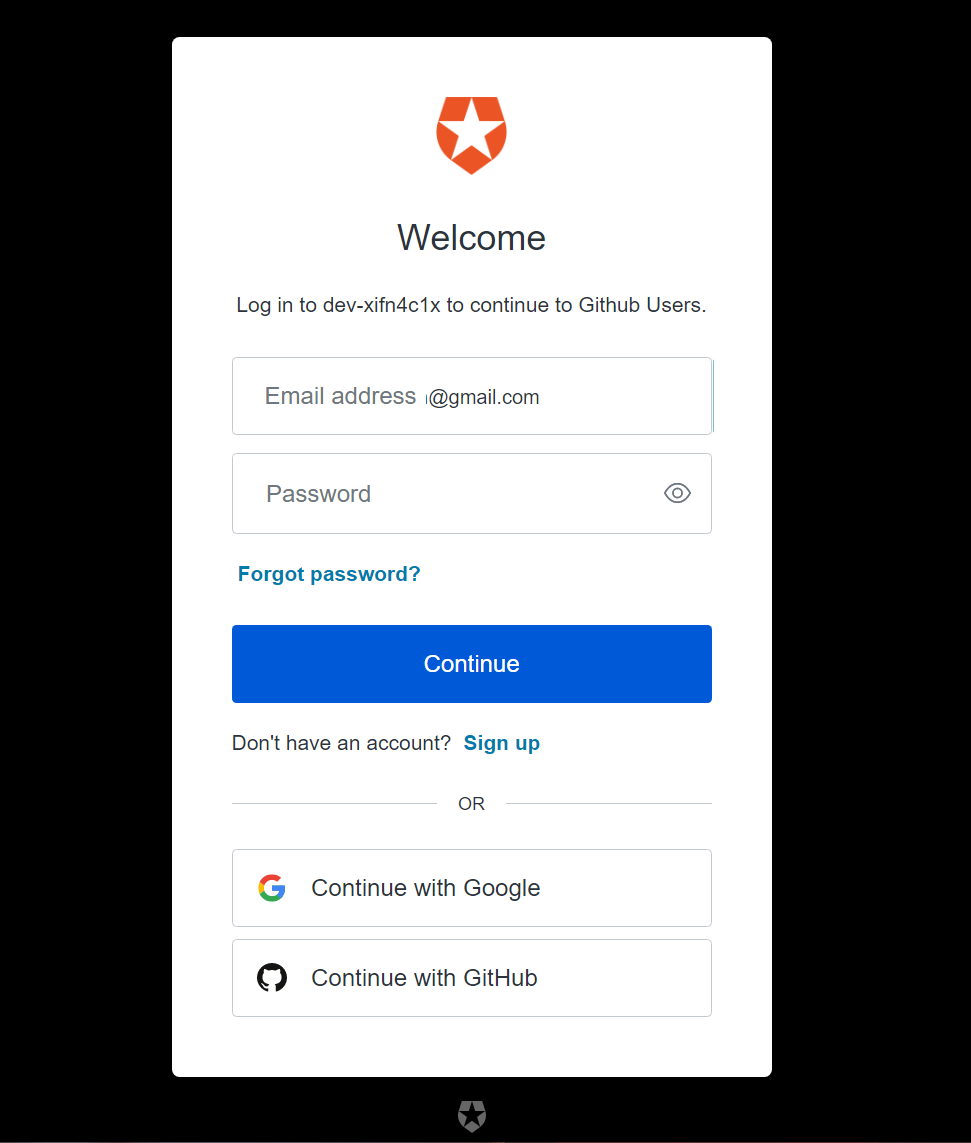 Welcome
Log in to dev-xifn4c1x to continue to Github Users.
Email address @gmail.com
Password
Forgot password?
Continue
Don't have an account? Sign up
OR
Continue with Google
Continue with GitHub